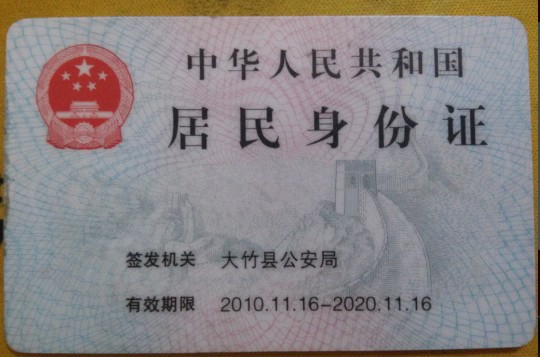 中华人民共和国
居民身份证
签发机关 大竹县公安局
有效期限 2010.11.16-2020.11.16